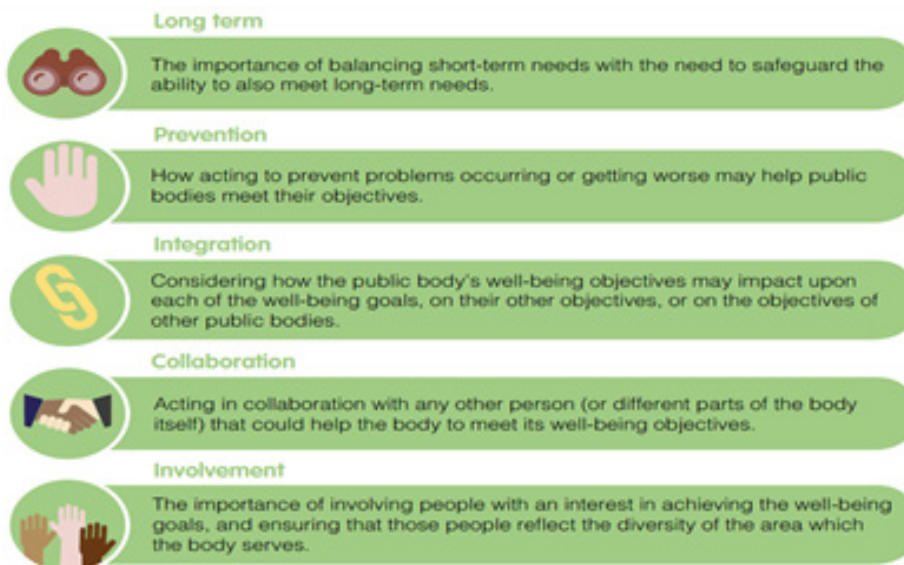 Long term
The importance of balancing short-term needs with the need to safeguard the
ability to also meet long-term needs.
Prevention
How acting to prevent problems occurring or getting worse may help public
bodies meet their objectives.
Integration
Considering how the public body's well-being objectives may impact upon
each of the well-being goals, on their other objectives, or on the objectives of
other public bodies.
Collaboration
Acting in collaboration with any other person (or different parts of the body
itself) that could help the body to meet its well-being objectives.
Involvement
The importance of involving people with an interest in achieving the well-being
goals, and ensuring that those people reflect the diversity of the area which
the body serves.